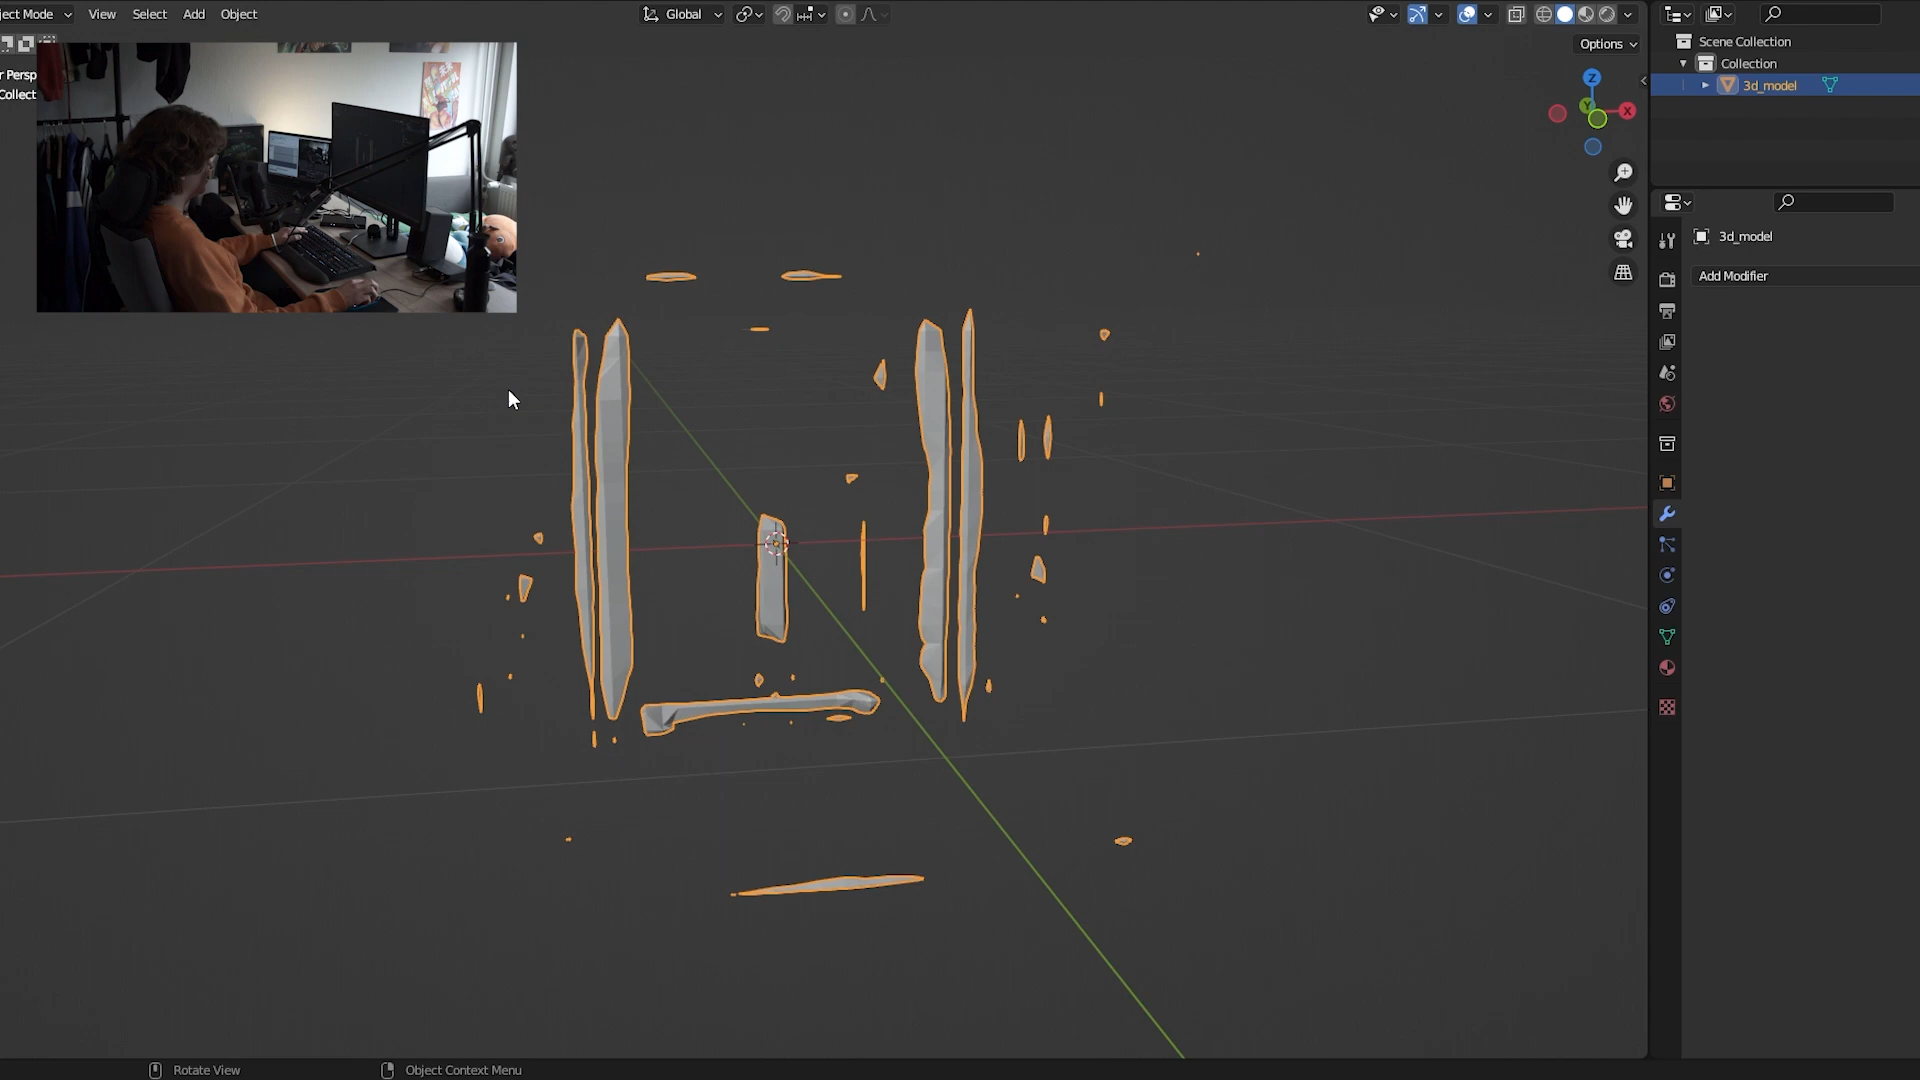 ject Mode View Select Add Object Global
Options
r Persp
Collect
Z
Y
X
Scene Collection
Collection
3d_model
3d_model
Add Modifier
Rotate View Object Context Menu